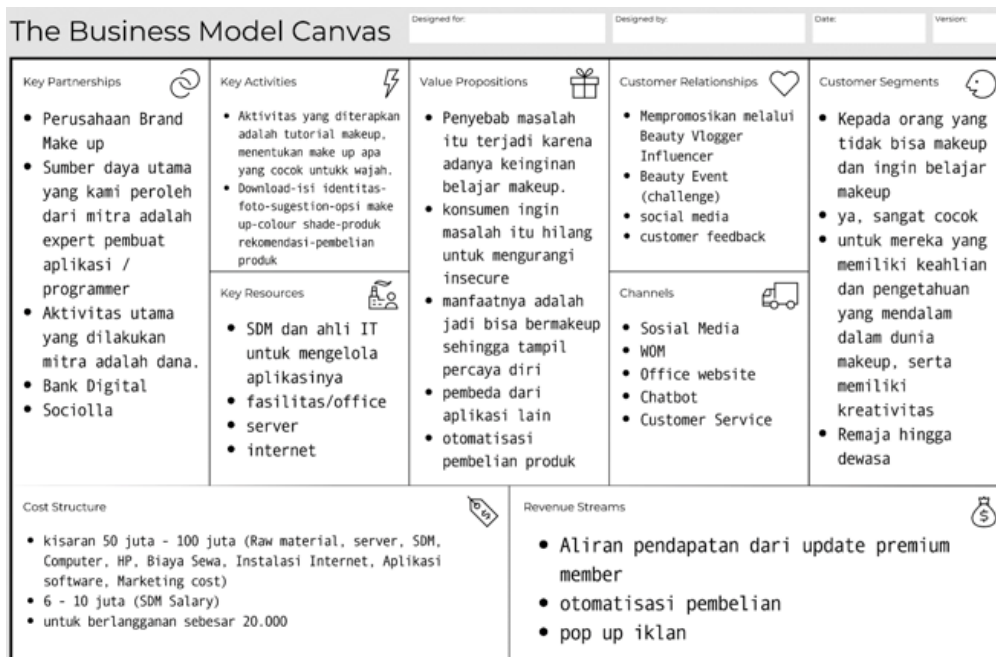 The Business Model Canvas
Designed for:
Designed by:
Date:
Version:
Key Partnerships
• Perusahaan Brand
Make up
• Sumber daya utama
yang kami peroleh
dari mitra adalah
expert pembuat
aplikasi /
programmer
• Aktivitas utama
yang dilakukan
mitra adalah dana.
• Bank Digital
• Sociolla
Key Activities
• Aktivitas yang diterapkan
adalah tutorial makeup,
menentukan make up apa
yang cocok untukk wajah.
• Download-isi identitas-
foto-sugestion-opsi make
up-colour shade-produk
rekomendasi-pembelian
produk
Key Resources
• SDM dan ahli IT
untuk mengelola
aplikasinya
• fasilitas/office
• server
• internet
Value Propositions
• Penyebab masalah
itu terjadi karena
adanya keinginan
belajar makeup.
• konsumen ingin
masalah itu hilang
untuk mengurangi
insecure
• manfaatnya adalah
jadi bisa bermakeup
sehingga tampil
percaya diri
• pembeda dari
aplikasi lain
• otomatisasi
pembelian produk
Customer Relationships
• Mempromosikan melalui
Beauty Vlogger
Influencer
• Beauty Event
(challenge)
• social media
• customer feedback
Channels
• Sosial Media
• WOM
• Office website
• Chatbot
• Customer Service
Customer Segments
• Kepada orang yang
tidak bisa makeup
dan ingin belajar
makeup
• ya, sangat cocok
• untuk mereka yang
memiliki keahlian
dan pengetahuan
yang mendalam
dalam dunia
makeup, serta
memiliki
kreativitas
• Remaja hingga
dewasa
Cost Structure
• kisaran 50 juta - 100 juta (Raw material, server, SDM,
Computer, HP, Biaya Sewa, Instalasi Internet, Aplikasi
software, Marketing cost)
• 6 - 10 juta (SDM Salary)
• untuk berlangganan sebesar 20.000
Revenue Streams
• Aliran pendapatan dari update premium
member
• otomatisasi pembelian
• pop up iklan